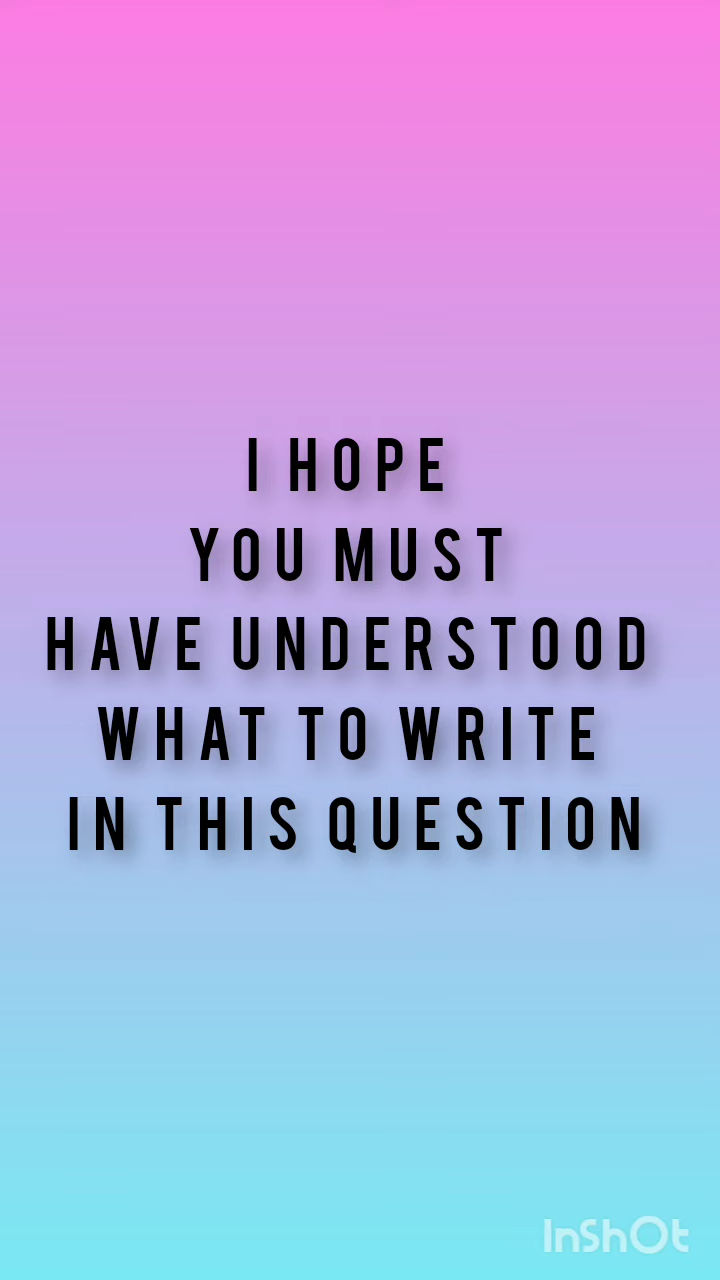 I HOPE
YOU MUST
HAVE UNDERSTOOD
WHAT TO WRITE
IN THIS QUESTION
InShOt